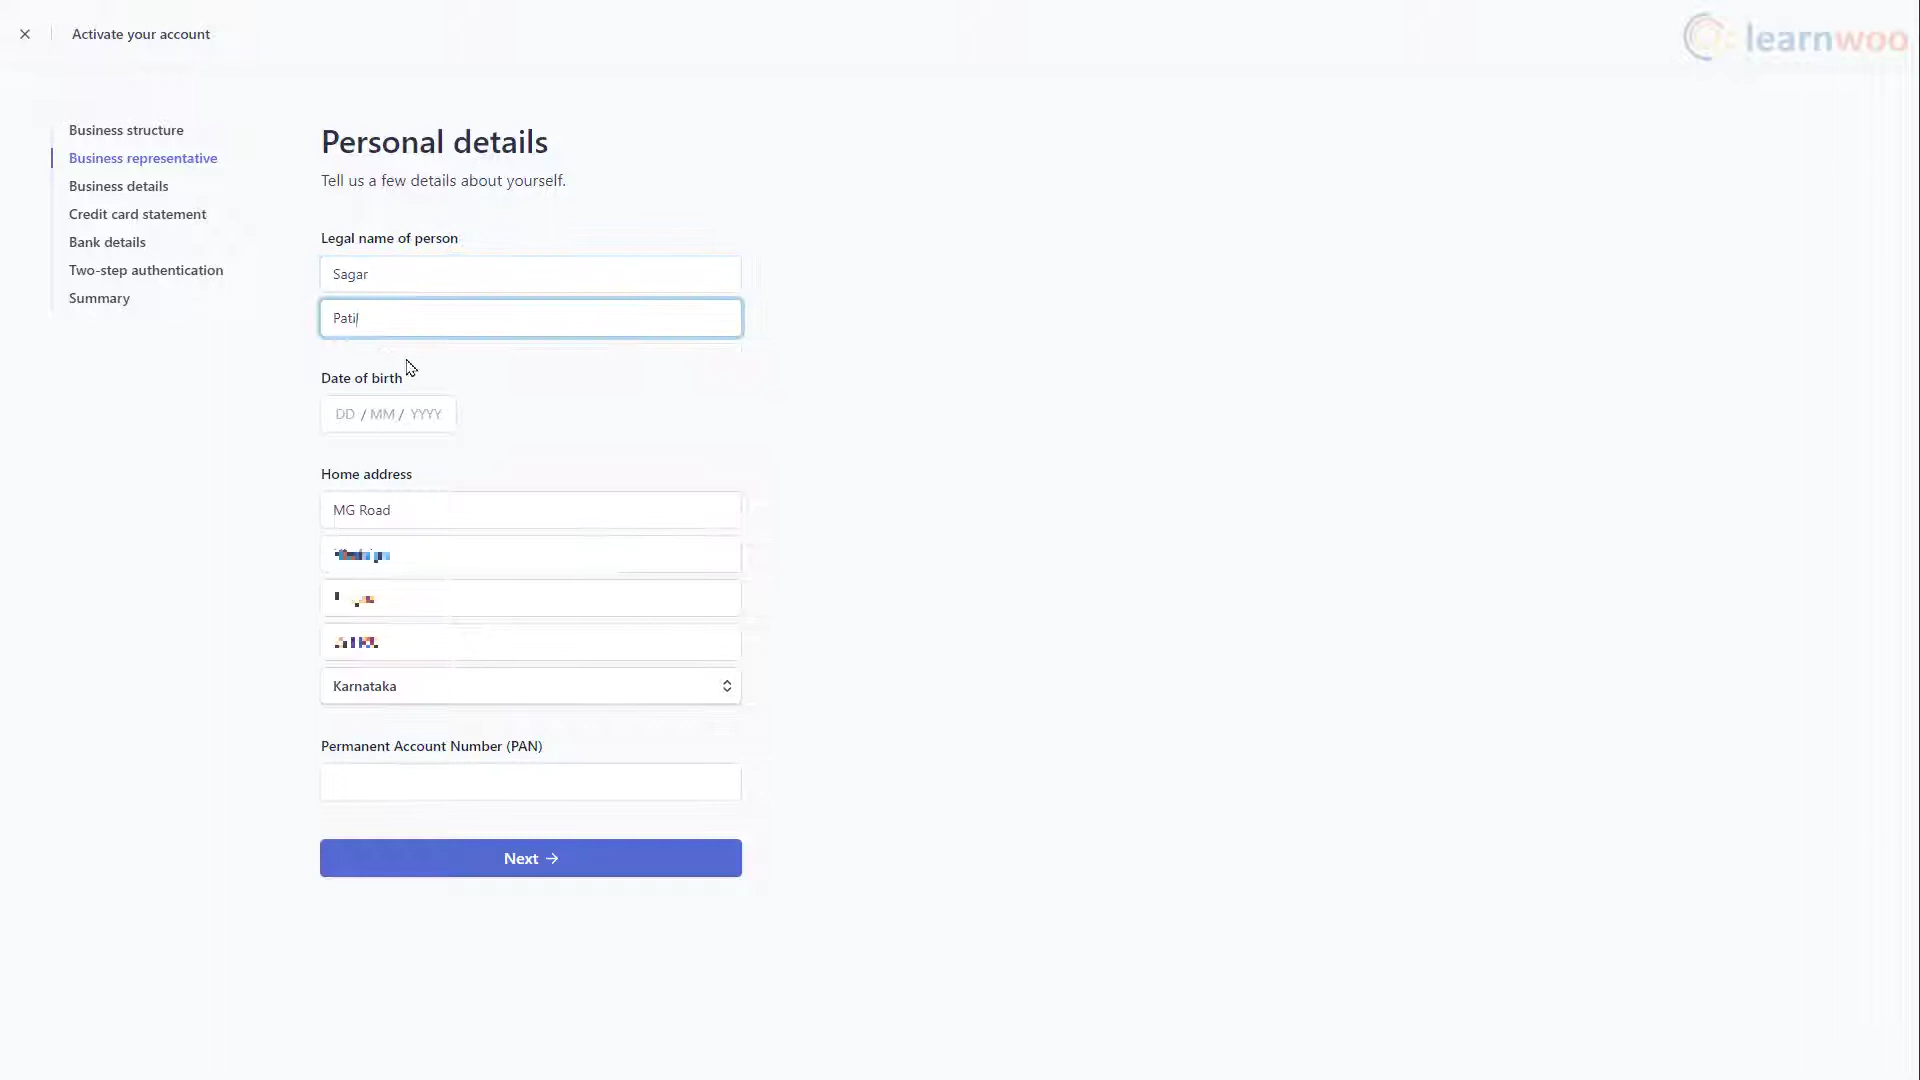 Activate your account
learnwoo
Business structure
Business representative
Business details
Credit card statement
Bank details
Two-step authentication
Summary
Personal details
Tell us a few details about yourself.
Legal name of person
Sagar
Patil
Date of birth
DD / MM / YYYY
Home address
MG Road
Karnataka
Permanent Account Number (PAN)
Next →